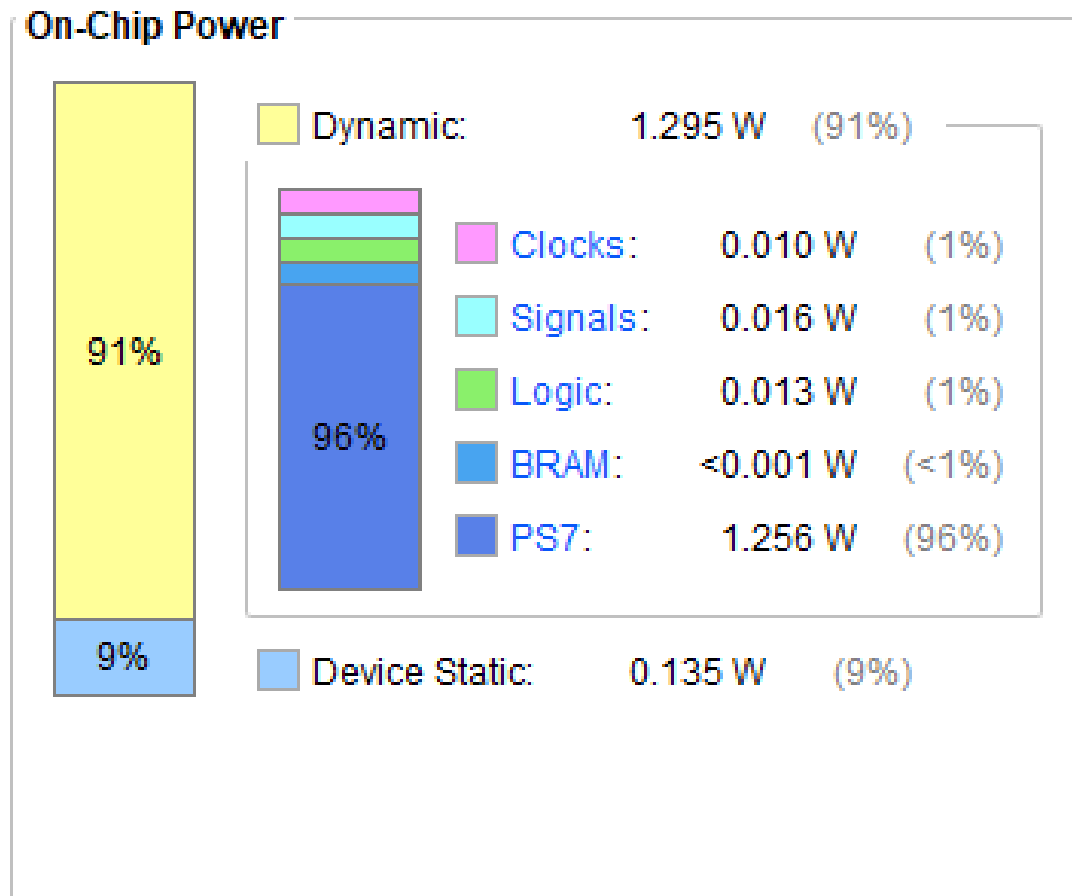 On-Chip Power
Dynamic: 1.295 W (91%)
91%
Clocks: 0.010 W (1%)
Signals: 0.016 W (1%)
Logic: 0.013 W (1%)
96%
BRAM: <0.001 W (<1%)
PS7: 1.256 W (96%)
9%
Device Static: 0.135 W (9%)